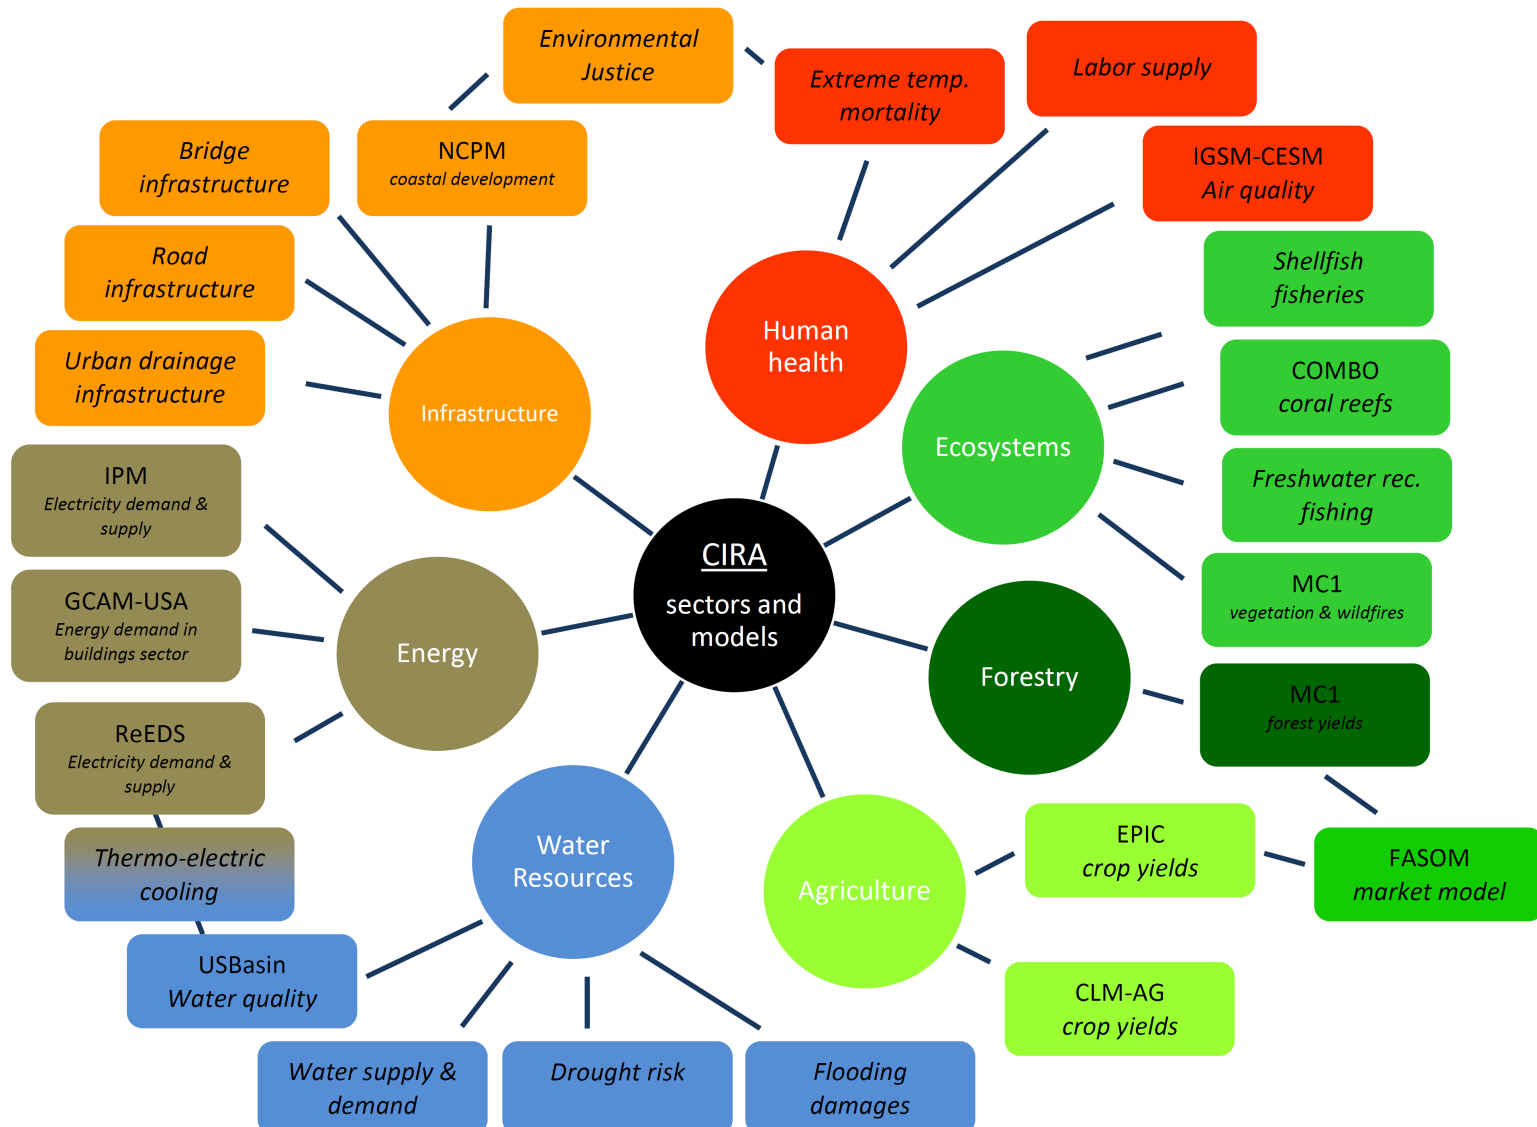 Environmental
Justice
Extreme temp.
mortality
Labor supply
Bridge
infrastructure
NCPM
coastal development
IGSM-CESM
Air quality
Road
infrastructure
Shellfish
fisheries
Human
health
Urban drainage
infrastructure
Infrastructure
COMBO
coral reefs
Ecosystems
IPM
Electricity demand &
supply
Freshwater rec.
fishing
CIRA
sectors and
models
MC1
vegetation & wildfires
GCAM-USA
Energy demand in
buildings sector
Energy
Forestry
MC1
forest yields
ReEDS
Electricity demand &
supply
Thermo-electric
cooling
Water
Resources
Agriculture
EPIC
crop yields
FASOM
market model
USBasin
Water quality
CLM-AG
crop yields
Water supply &
demand
Drought risk
Flooding
damages